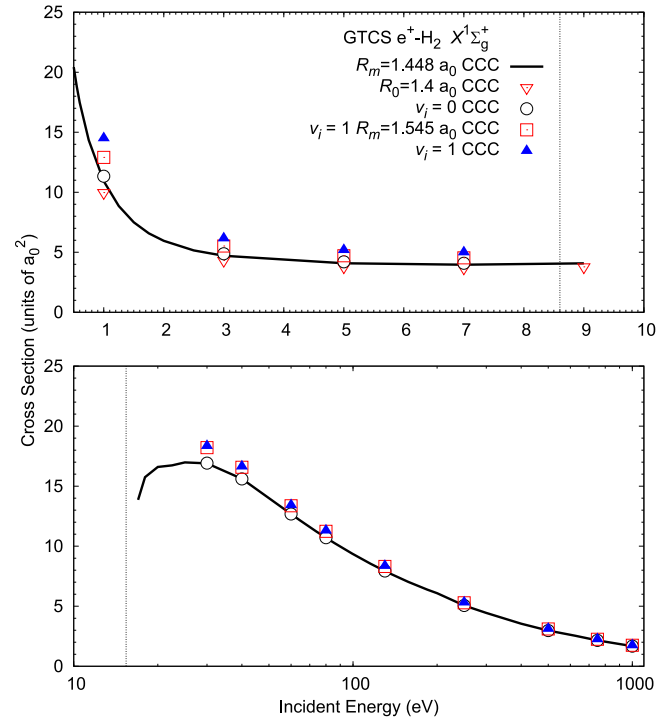 GTCS e⁺-H₂ X¹Σg⁺
Rₘ=1.448 a₀ CCC
R₀=1.4 a₀ CCC
vᵢ = 0 CCC
vᵢ = 1 Rₘ=1.545 a₀ CCC
vᵢ = 1 CCC
25
20
15
10
5
0
1 2 3 4 5 6 7 8 9 10
Cross Section (units of a₀²)
25
20
15
10
5
0
10 100 1000
Incident Energy (eV)